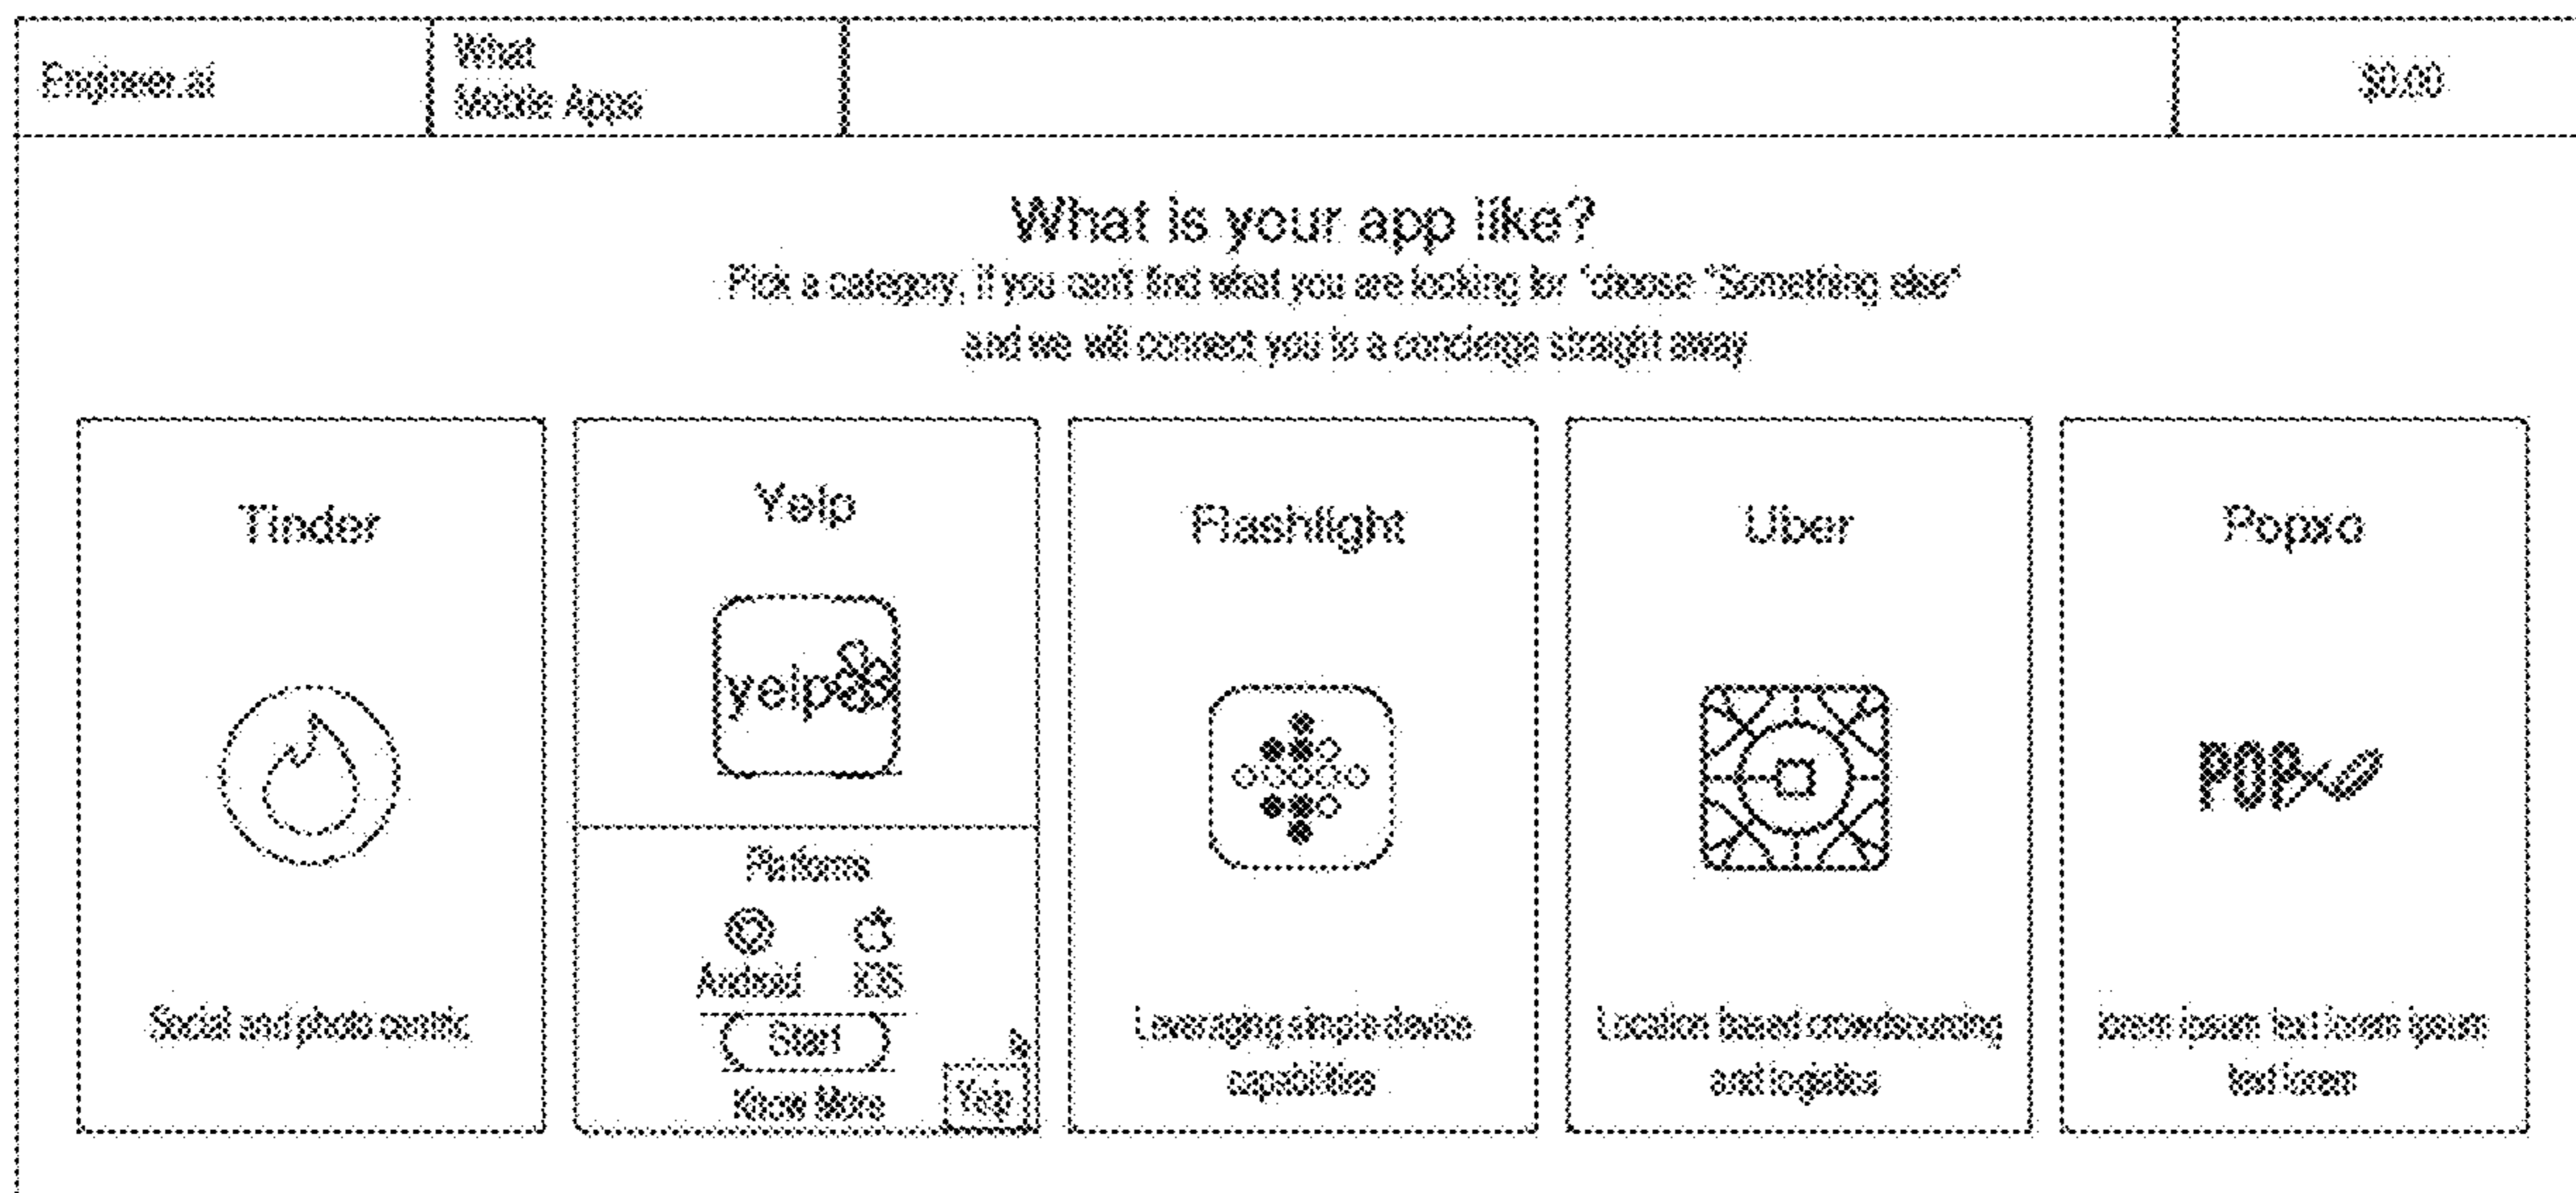 Engineer.ai
What
Mobile Apps
$0.00
What is your app like?
Pick a category, if you can't find what you are looking for "choose "Something else"
and we will connect you to a concierge straight away
Tinder
Social and photo centric
Yelp
yelp
Platforms
Android iOS
Start
Know More
Yelp
Flashlight
Leveraging simple device
capabilities
Uber
Location based crowdsourcing
and logistics
Popxo
POPxo
lorem ipsum text lorem ipsum
text lorem